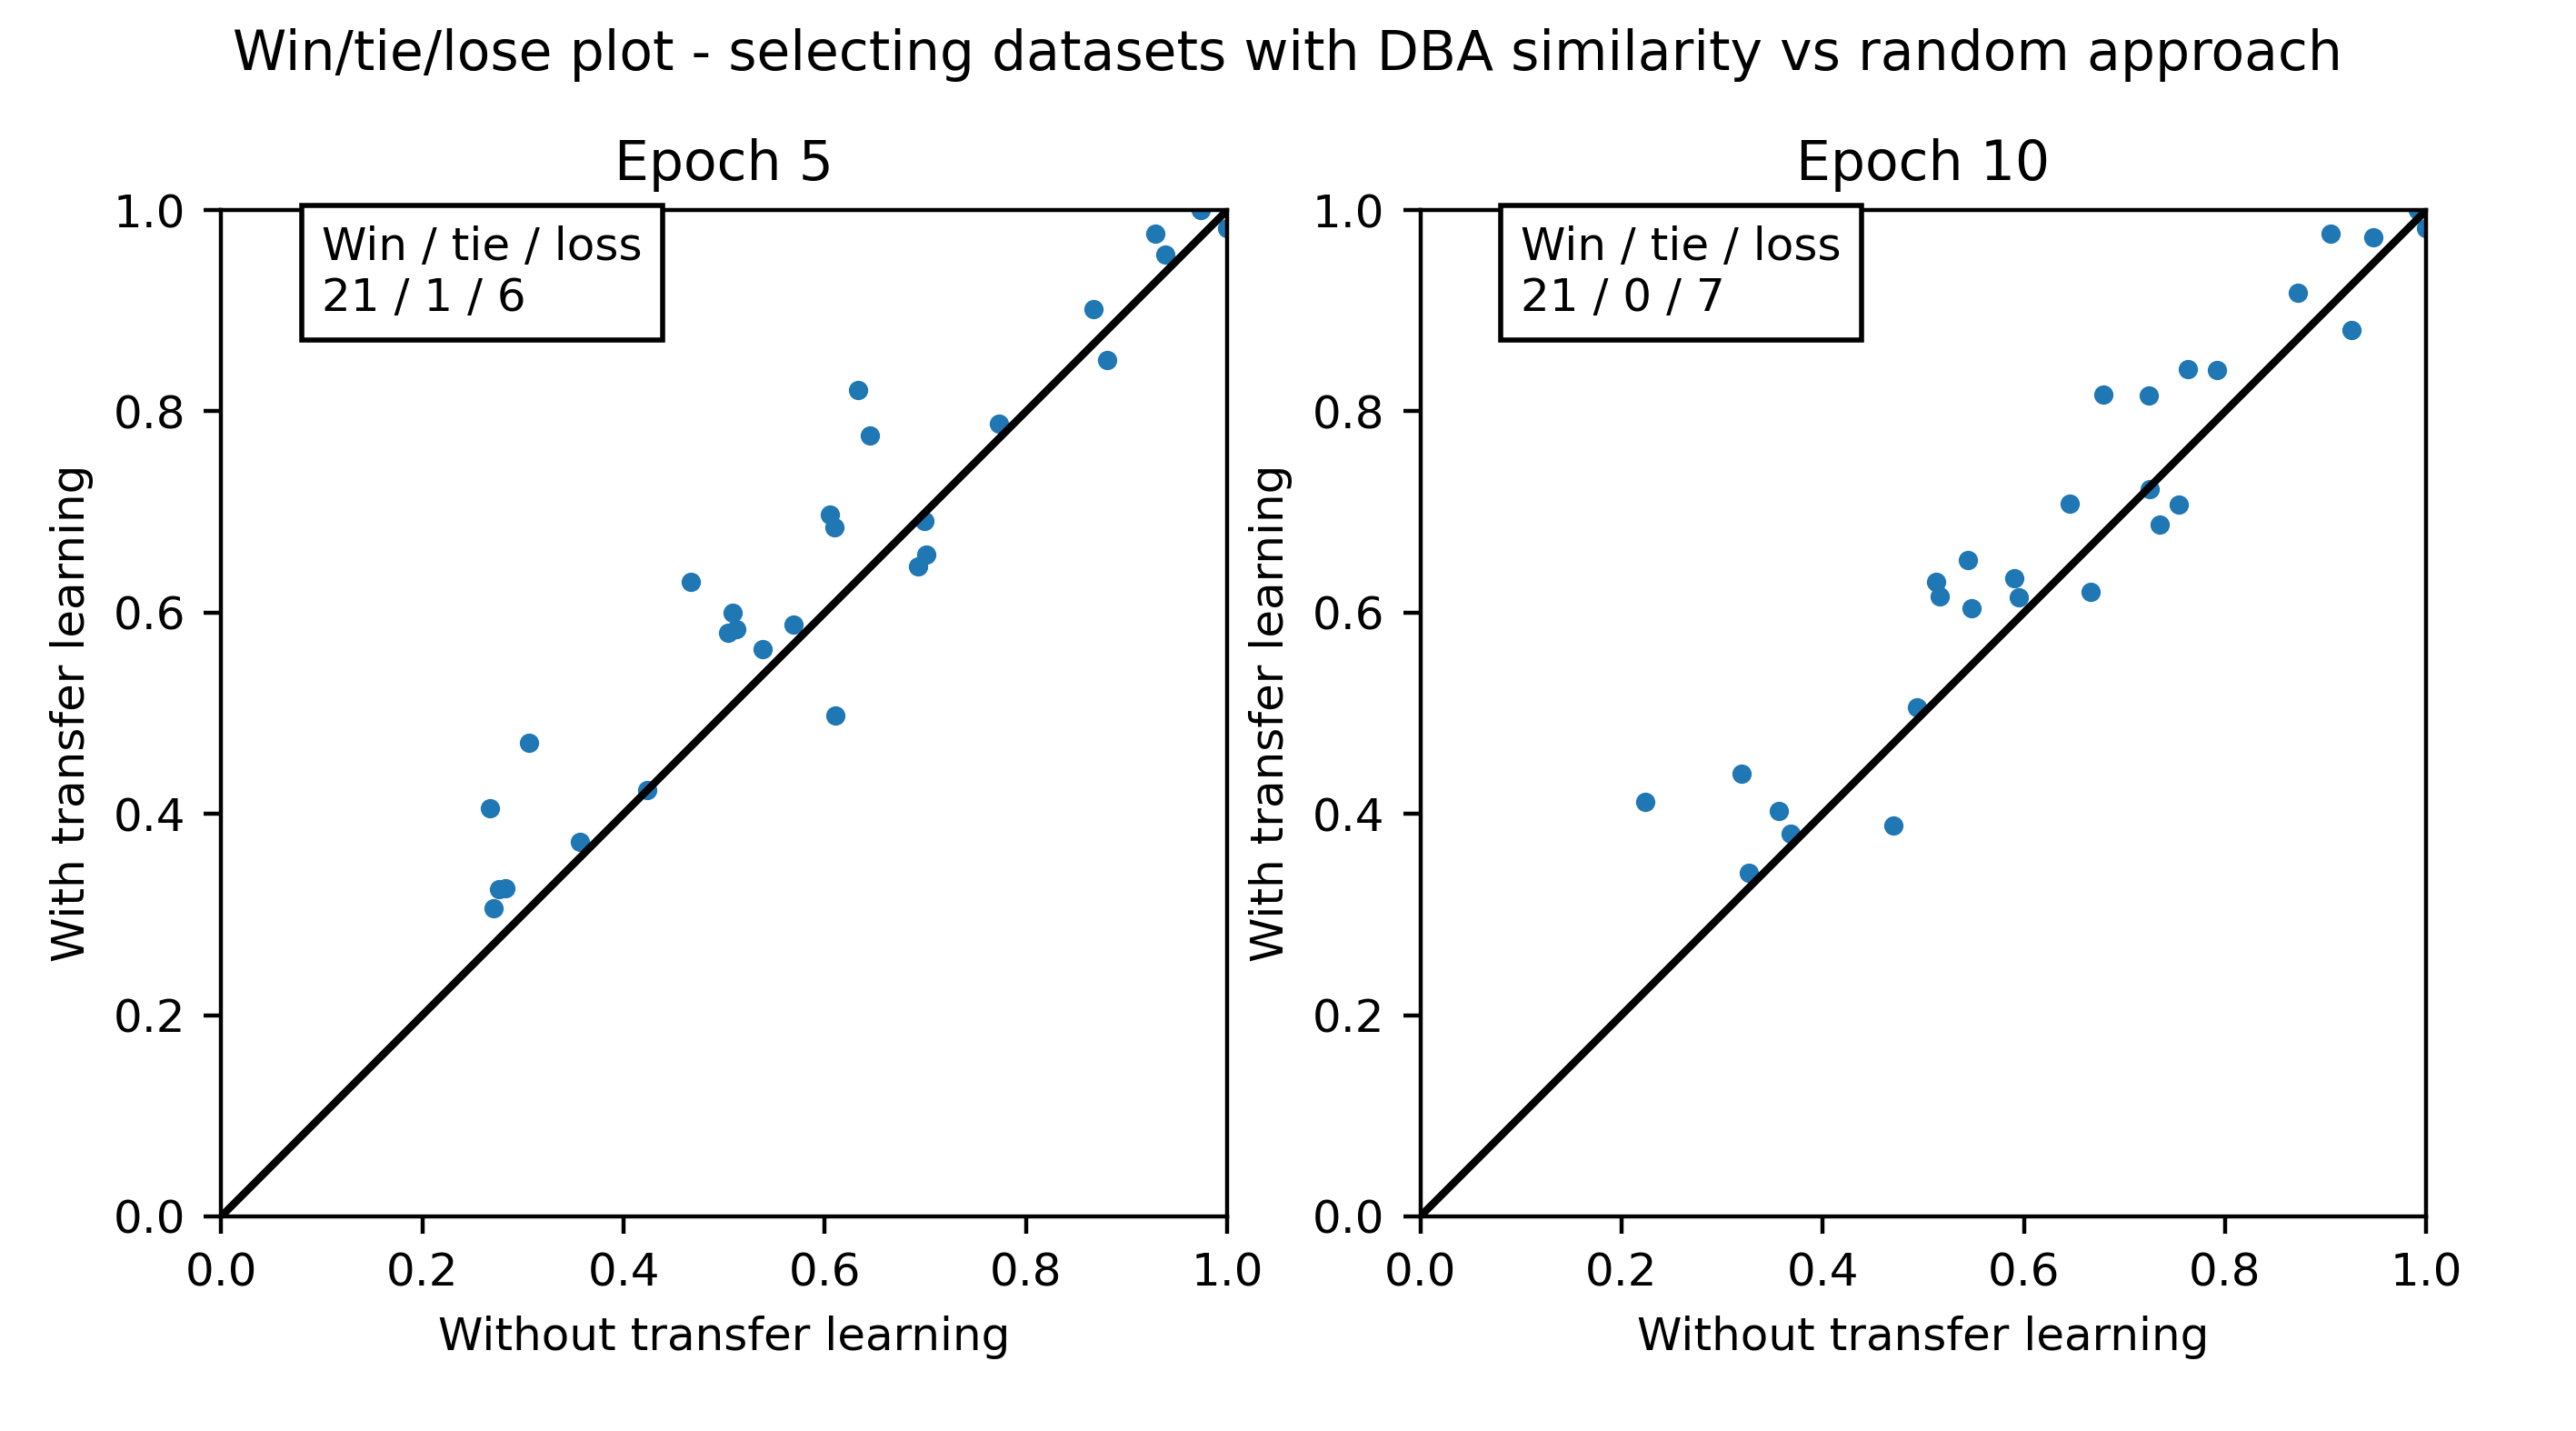 Win/tie/lose plot - selecting datasets with DBA similarity vs random approach
Epoch 5
Win / tie / loss
21 / 1 / 6
With transfer learning
1.0
0.8
0.6
0.4
0.2
0.0
0.0 0.2 0.4 0.6 0.8 1.0
Without transfer learning
Epoch 10
Win / tie / loss
21 / 0 / 7
With transfer learning
1.0
0.8
0.6
0.4
0.2
0.0
0.0 0.2 0.4 0.6 0.8 1.0
Without transfer learning